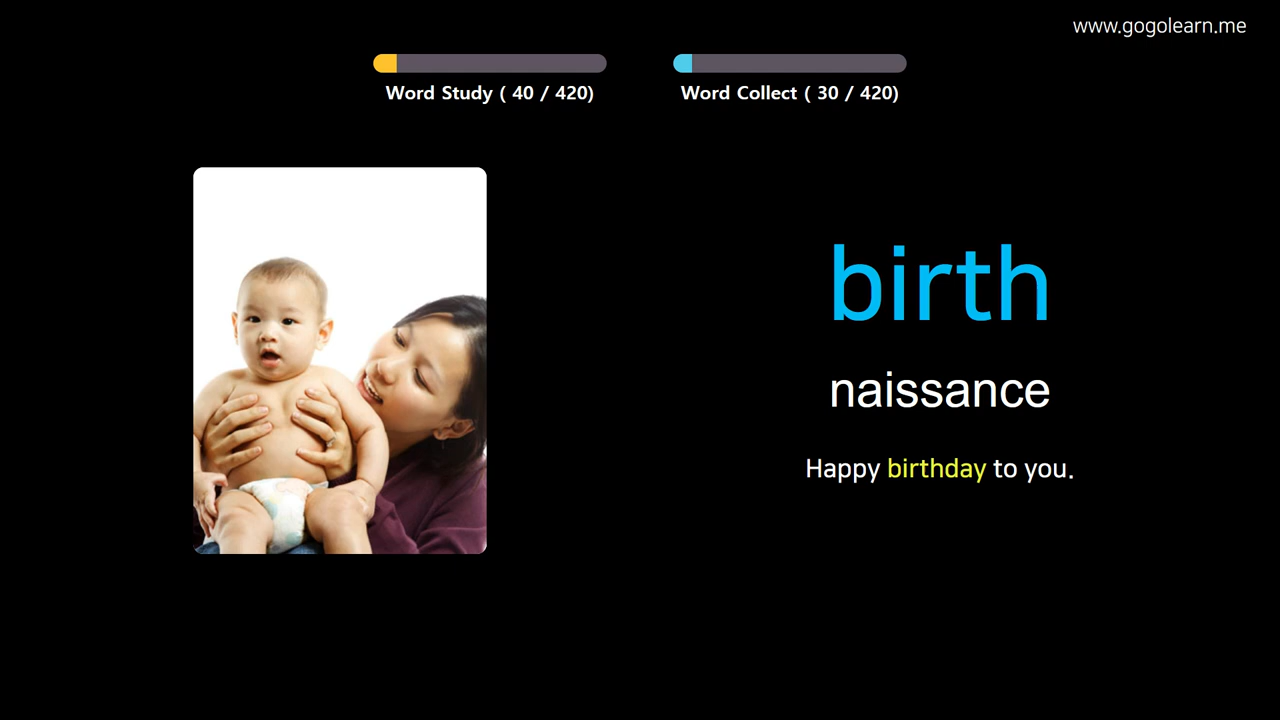 www.gogolearn.me
Word Study ( 40 / 420)
Word Collect ( 30 / 420)
birth
naissance
Happy birthday to you.